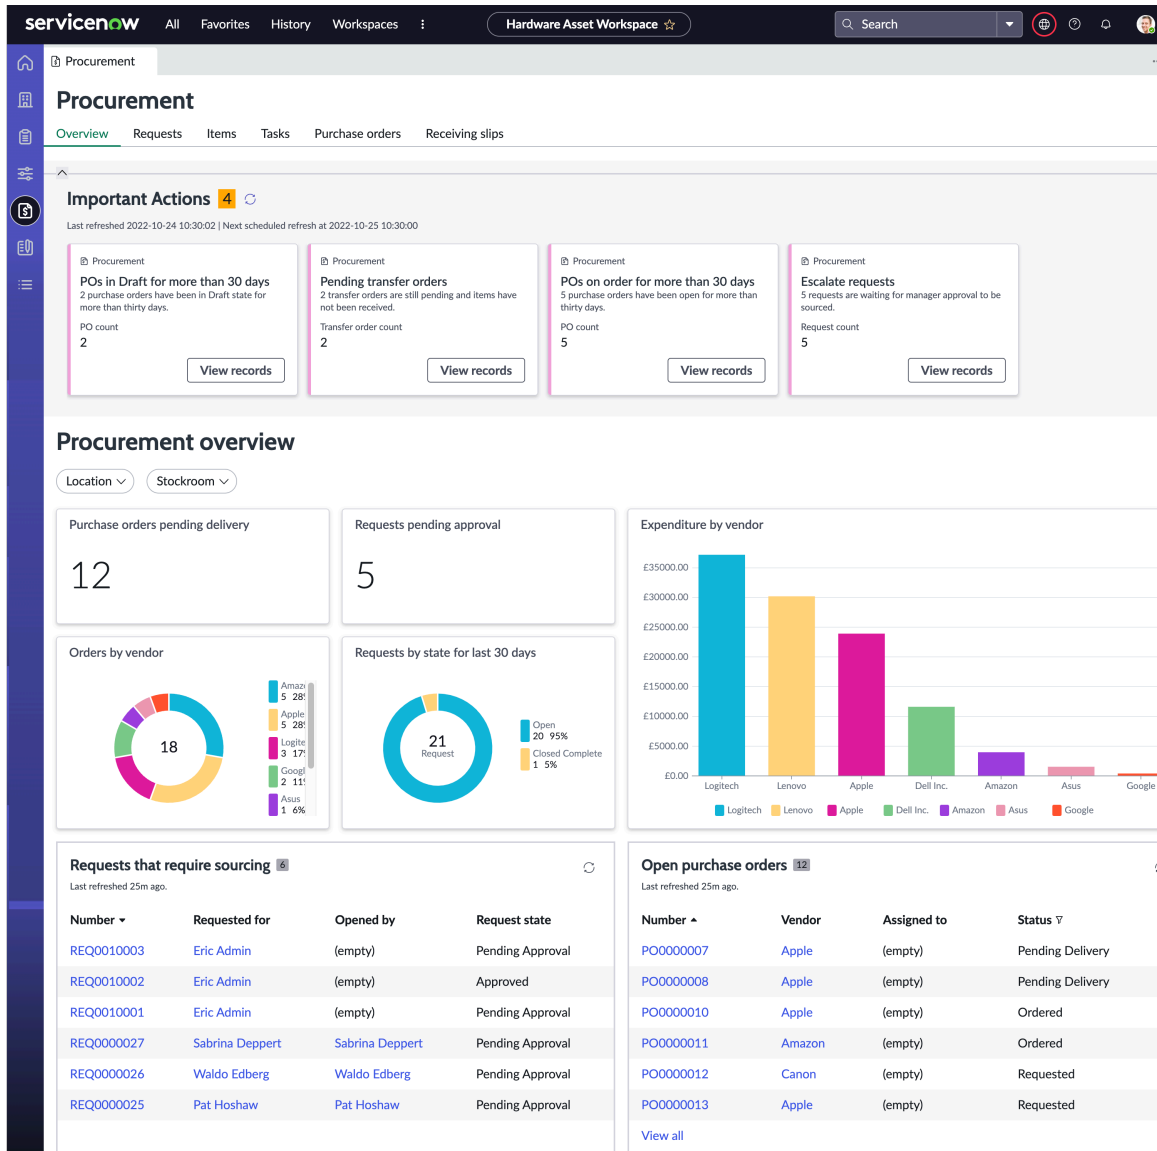 servicenow All Favorites History Workspaces Hardware Asset Workspace Search
Procurement
Procurement
Overview Requests Items Tasks Purchase orders Receiving slips
Important Actions 4
Last refreshed 2022-10-24 10:30:02 | Next scheduled refresh at 2022-10-25 10:30:00
Procurement
POs in Draft for more than 30 days
2 purchase orders have been in Draft state for
more than thirty days.
PO count
2
View records
Procurement
Pending transfer orders
2 transfer orders are still pending and items have
not been received.
Transfer order count
2
View records
Procurement
POs on order for more than 30 days
5 purchase orders have been open for more than
thirty days.
PO count
5
View records
Procurement
Escalate requests
5 requests are waiting for manager approval to be
sourced.
Request count
5
View records
Procurement overview
Location Stockroom
Purchase orders pending delivery
12
Requests pending approval
5
Expenditure by vendor
£35000.00
£30000.00
£25000.00
£20000.00
£15000.00
£10000.00
£5000.00
£0.00
Logitech Lenovo Apple Dell Inc. Amazon Asus Google
Logitech Lenovo Apple Dell Inc. Amazon Asus Google
Orders by vendor
18
Amaz
5 28%
Apple
5 28%
Logite
3 17%
Googl
2 11%
Asus
1 6%
Requests by state for last 30 days
21
Request
Open
20 95%
Closed Complete
1 5%
Requests that require sourcing 6
Last refreshed 25m ago.
Number Requested for Opened by Request state
REQ0010003 Eric Admin (empty) Pending Approval
REQ0010002 Eric Admin (empty) Approved
REQ0010001 Eric Admin (empty) Pending Approval
REQ0000027 Sabrina Deppert Sabrina Deppert Pending Approval
REQ0000026 Waldo Edberg Waldo Edberg Pending Approval
REQ0000025 Pat Hoshaw Pat Hoshaw Pending Approval
Open purchase orders 12
Last refreshed 25m ago.
Number Vendor Assigned to Status
PO0000007 Apple (empty) Pending Delivery
PO0000008 Apple (empty) Pending Delivery
PO0000010 Apple (empty) Ordered
PO0000011 Amazon (empty) Ordered
PO0000012 Canon (empty) Requested
PO0000013 Apple (empty) Requested
View all